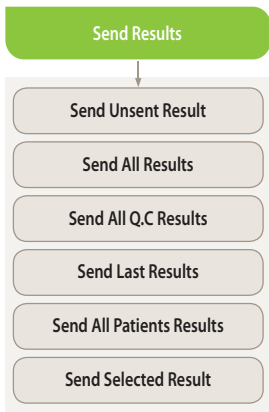 Send Results
Send Unsent Result
Send All Results
Send All Q.C Results
Send Last Results
Send All Patients Results
Send Selected Result